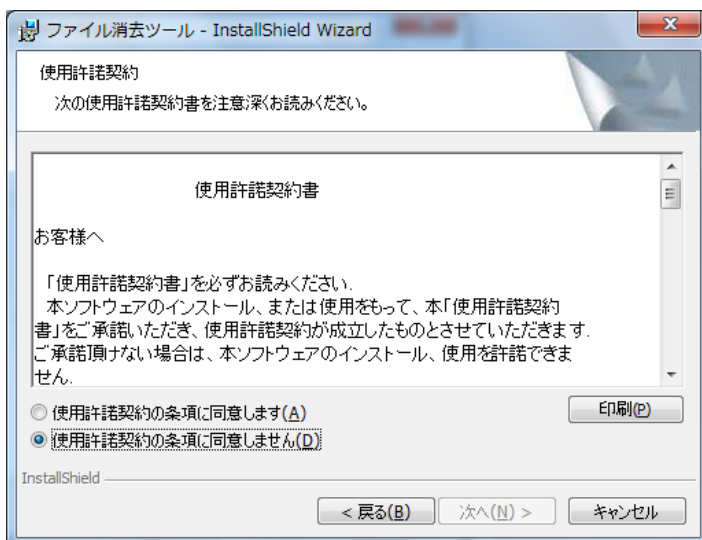 ファイル消去ツール - InstallShield Wizard
使用許諾契約
次の使用許諾契約書を注意深くお読みください。
使用許諾契約書
お客様へ
「使用許諾契約書」を必ずお読みください.
本ソフトウェアのインストール、または使用をもって、本「使用許諾契約
書」をご承諾いただき、使用許諾契約が成立したものとさせていただきます.
ご承諾頂けない場合は、本ソフトウェアのインストール、使用を許諾できま
せん.
使用許諾契約の条項に同意します(A)
印刷(P)
使用許諾契約の条項に同意しません(D)
InstallShield
< 戻る(B)
次へ(N) >
キャンセル